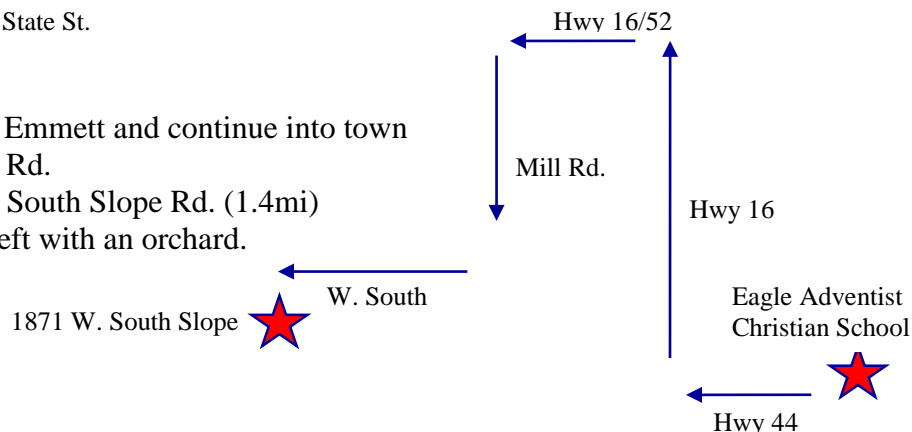 State St.
Hwy 16/52
Emmett and continue into town
Rd.
Mill Rd.
South Slope Rd. (1.4mi)
Hwy 16
eft with an orchard.
W. South
Eagle Adventist
1871 W. South Slope
Christian School
Hwy 44